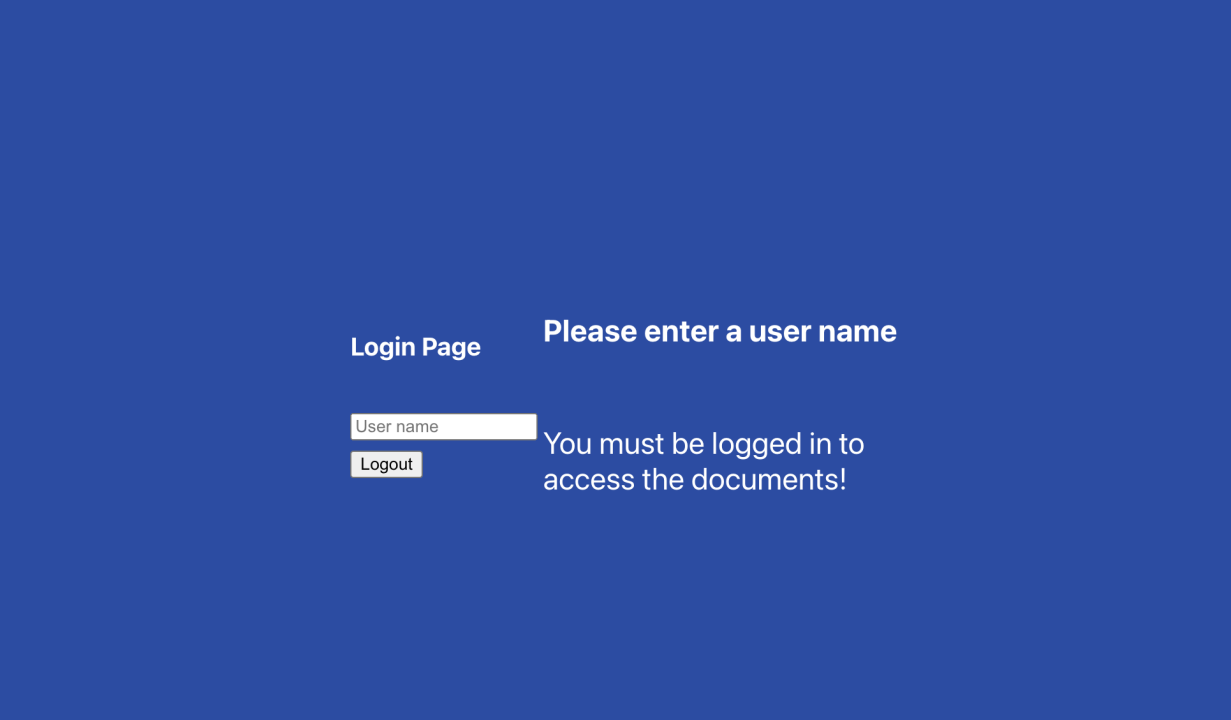 Login Page
User name
Logout
Please enter a user name
You must be logged in to
access the documents!